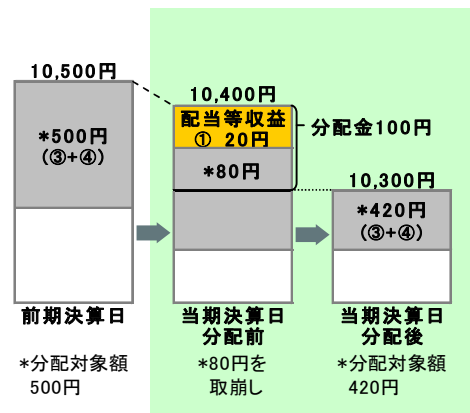 10,500円
*500円
(③+④)
前期決算日
*分配対象額
500円
10,400円
配当等収益
① 20円
*80円
分配金100円
当期決算日
分配前
*80円を
取崩し
10,300円
*420円
(③+④)
当期決算日
分配後
*分配対象額
420円